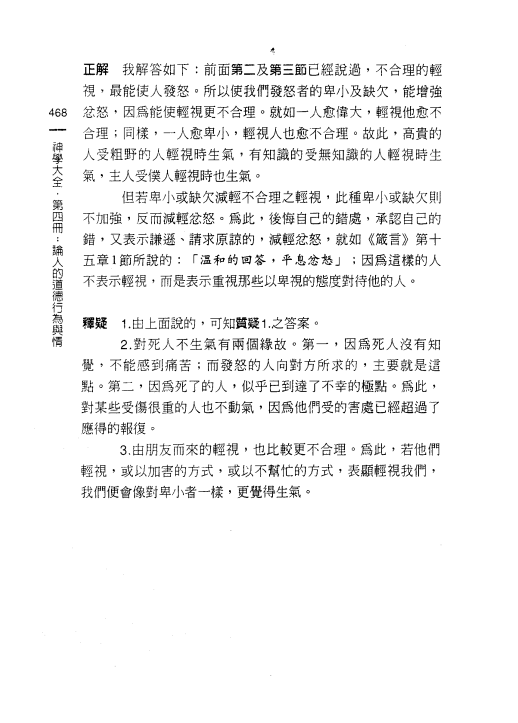 正解　我解答如下：前面第二及第三節已經說過，不合理的輕
視，最能使人發怒。所以使我們發怒者的卑小及缺欠，能增強
忿怒，因為能使輕視更不合理。就如一人愈偉大，輕視他愈不
合理；同樣，一人愈卑小，輕視人也愈不合理。故此，高貴的
人受粗野的人輕視時生氣，有知識的受無知識的人輕視時生
氣，主人受僕人輕視時也生氣。
但若卑小或缺欠減輕不合理之輕視，此種卑小或缺欠則
不加強，反而減輕忿怒。為此，後悔自己的錯處，承認自己的
錯，又表示謙遜、請求原諒的，減輕忿怒，就如《箴言》第十
五章1節所說的：「溫和的回答，平息忿怒」；因為這樣的人
不表示輕視，而是表示重視那些以卑視的態度對待他的人。
釋疑　1.由上面說的，可知質疑1.之答案。
2.對死人不生氣有兩個緣故。第一，因為死人沒有知
覺，不能感到痛苦；而發怒的人向對方所求的，主要就是這
點。第二，因為死了的人，似乎已到達了不幸的極點。為此，
對某些受傷很重的人也不動氣，因為他們受的害處已經超過了
應得的報復。
3.由朋友而來的輕視，也比較更不合理。為此，若他們
輕視，或以加害的方式，或以不幫忙的方式，表顯輕視我們，
我們便會像對卑小者一樣，更覺得生氣。
468
神學大全．第四冊：論人的道德行為與情